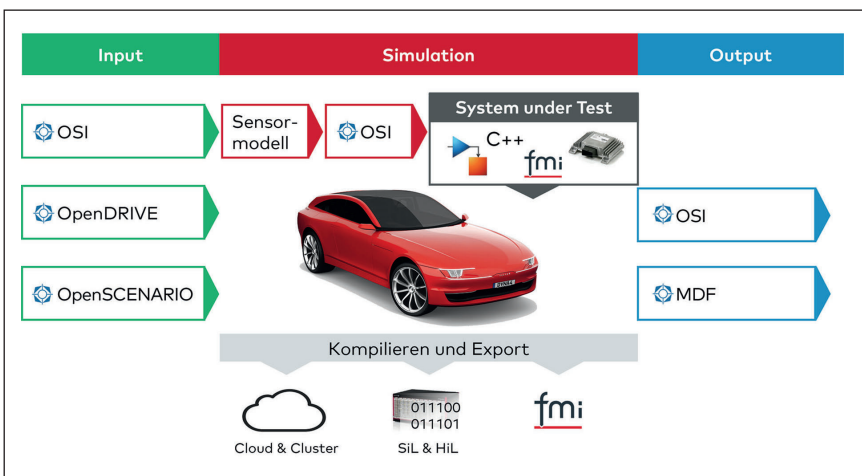 Input
Simulation
Output
OSI
Sensor-
modell
OSI
System under Test
C++
fmi
OpenDRIVE
OSI
OpenSCENARIO
MDF
DYNA4
Kompilieren und Export
011100
011101
fmi
Cloud & Cluster
SiL & HiL